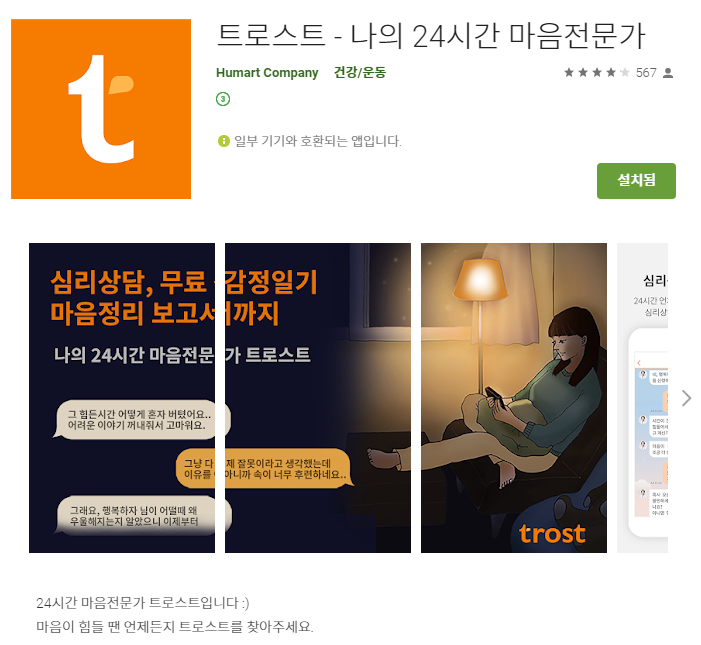 t
트로스트 - 나의 24시간 마음전문가
Humart Company 건강/운동
567
3
일부 기기와 호환되는 앱입니다.
설치됨
심리상담, 무료 감정일기
마음정리 보고서까지
나의 24시간 마음전문가 트로스트
그 힘든시간 어떻게 혼자 버텼어요..
어려운 이야기 꺼내줘서 고마워요.
그냥 다 제 잘못이라고 생각했는데
이유를 아니까 속이 너무 후련하네요..
그래요, 행복하자 남이 어떨때 왜
우울해지는지 알았으니 이제부터
trost
심리
24시간 언
심리상
24시간 마음전문가 트로스트입니다 :)
마음이 힘들 땐 언제든지 트로스트를 찾아주세요.